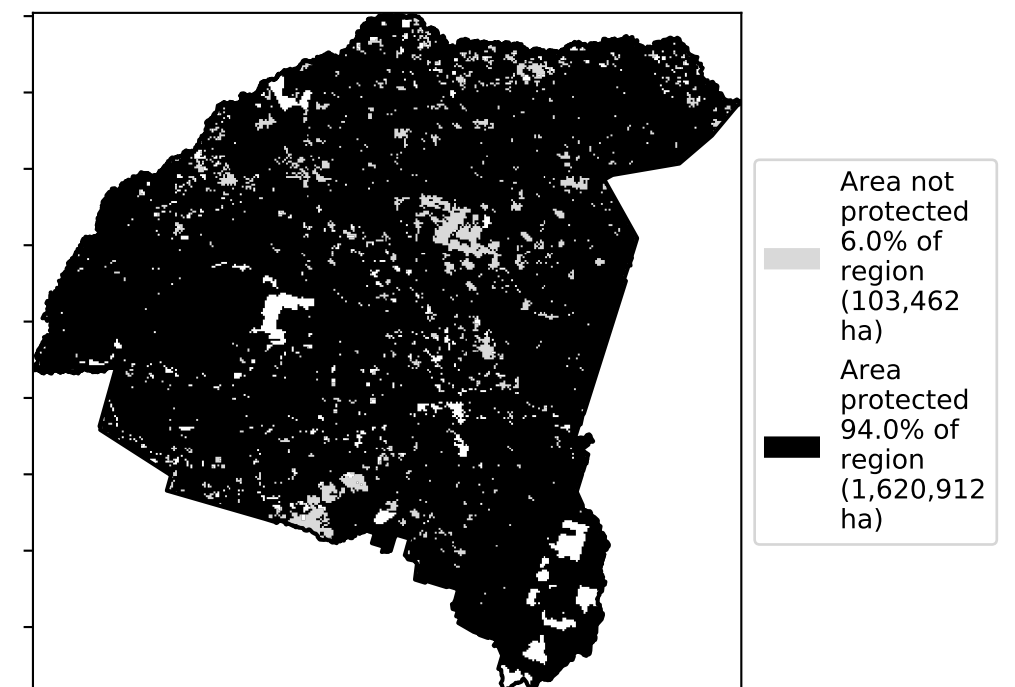 Area not
protected
6.0% of
region
(103,462
ha)
Area
protected
94.0% of
region
(1,620,912
ha)